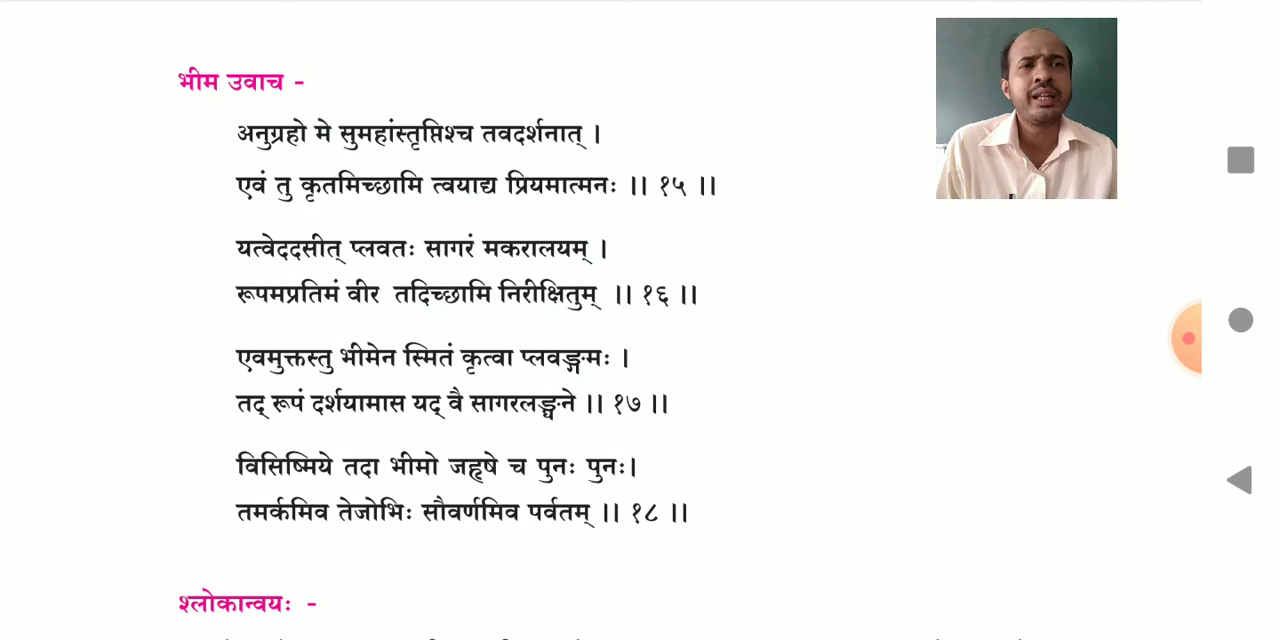 भीम उवाच -
अनुग्रहो मे सुमहांस्तृप्तिश्च तवदर्शनात् ।
एवं तु कृतमिच्छामि त्वयाद्य प्रियमात्मनः ।। १५ ।।
यत्वेददसीत् प्लवतः सागरं मकरालयम् ।
रूपमप्रतिमं वीर तदिच्छामि निरीक्षितुम् ।। १६ ।।
एवमुक्तस्तु भीमेन स्मितं कृत्वा प्लवङ्गमः ।
तद् रूपं दर्शयामास यद् वै सागरलङ्घने ।। १७ ।।
विसिष्मिये तदा भीमो जहृषे च पुनः पुनः।
तमर्कमिव तेजोभिः सौवर्णमिव पर्वतम् ।। १८ ।।
श्लोकान्वयः -